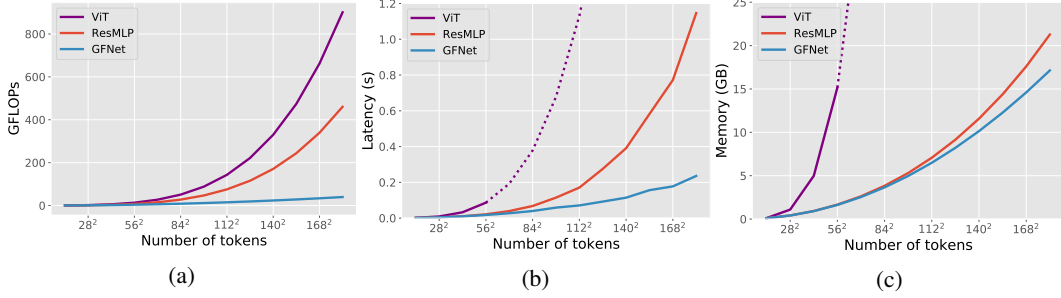 ViT
ResMLP
GFNet
GFLOPs
800
600
400
200
0
28² 56² 84² 112² 140² 168²
Number of tokens
(a)
ViT
ResMLP
GFNet
Latency (s)
1.2
1.0
0.8
0.6
0.4
0.2
0.0
28² 56² 84² 112² 140² 168²
Number of tokens
(b)
ViT
ResMLP
GFNet
Memory (GB)
25
20
15
10
5
0
28² 56² 84² 112² 140² 168²
Number of tokens
(c)